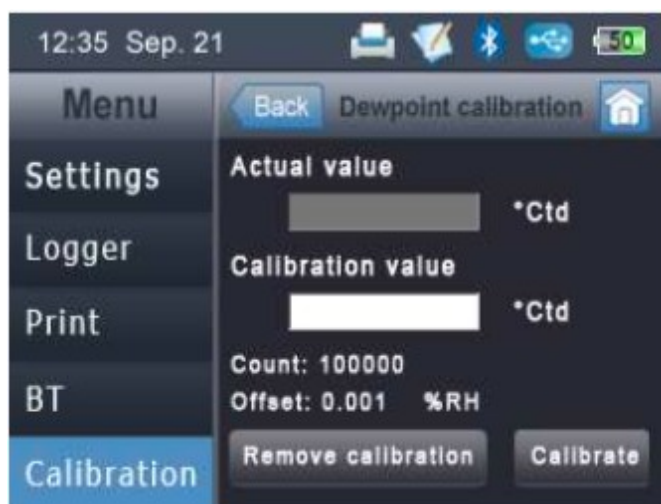 12:35 Sep. 21
50
Menu
Back Dewpoint calibration
Settings
Logger
Print
BT
Calibration
Actual value
°Ctd
Calibration value
°Ctd
Count: 100000
Offset: 0.001 %RH
Remove calibration Calibrate